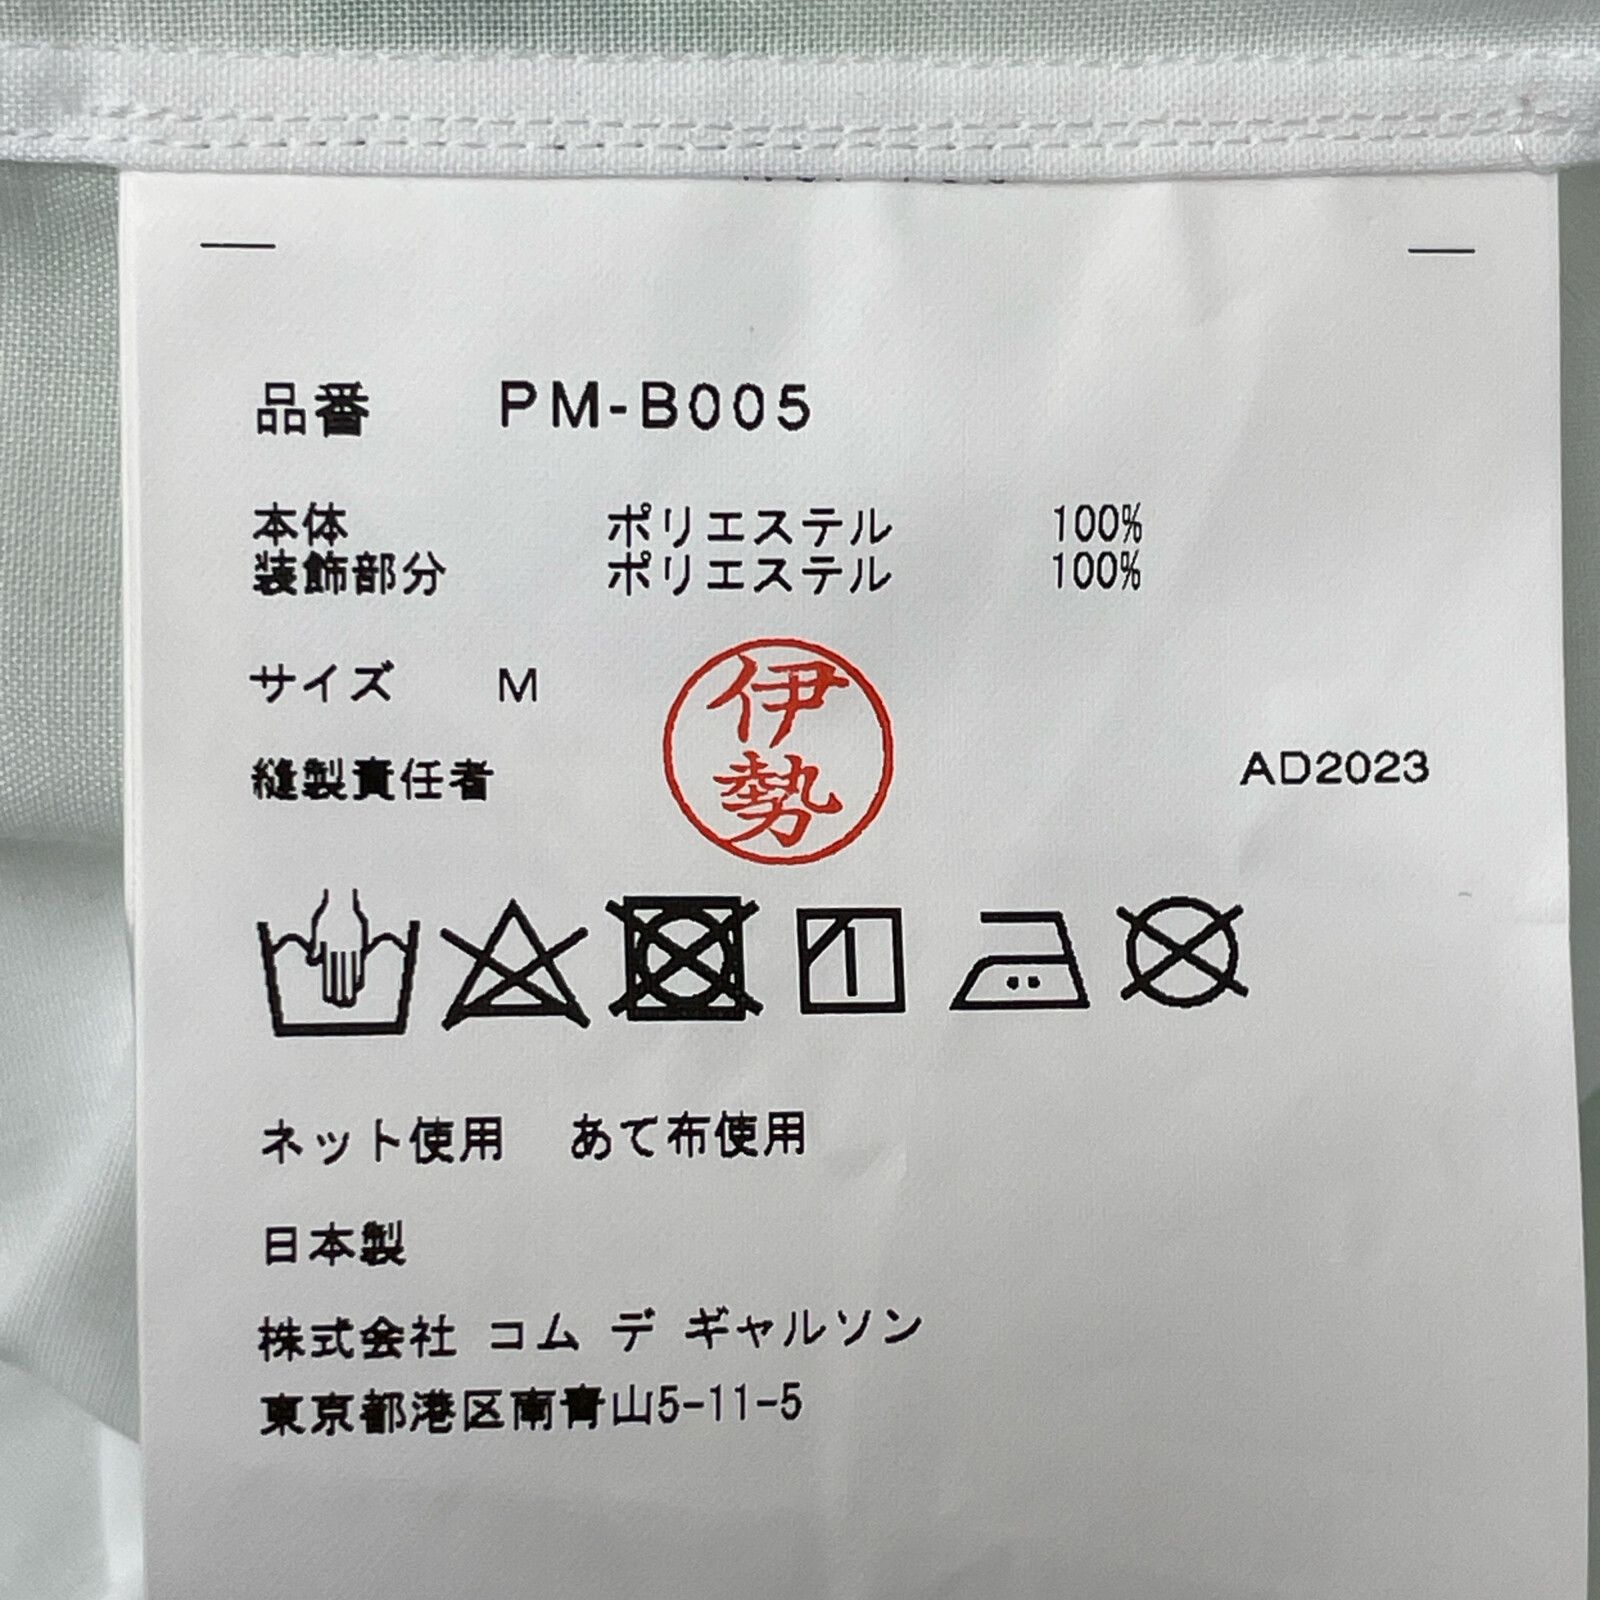 品番 PM-B005
本体 ポリエステル 100%
装飾部分 ポリエステル 100%
サイズ M
伊勢
縫製責任者 AD2023
ネット使用 あて布使用
日本製
株式会社 コム デ ギャルソン
東京都港区南青山5-11-5